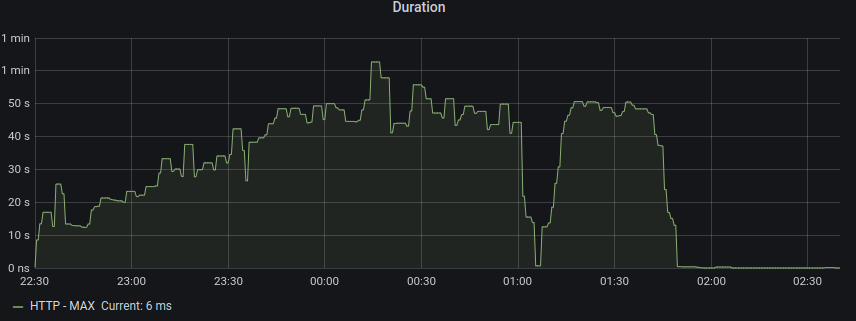 Duration
1 min
1 min
50 s
40 s
30 s
20 s
10 s
0 ns
22:30 23:00 23:30 00:00 00:30 01:00 01:30 02:00 02:30
HTTP - MAX Current: 6 ms